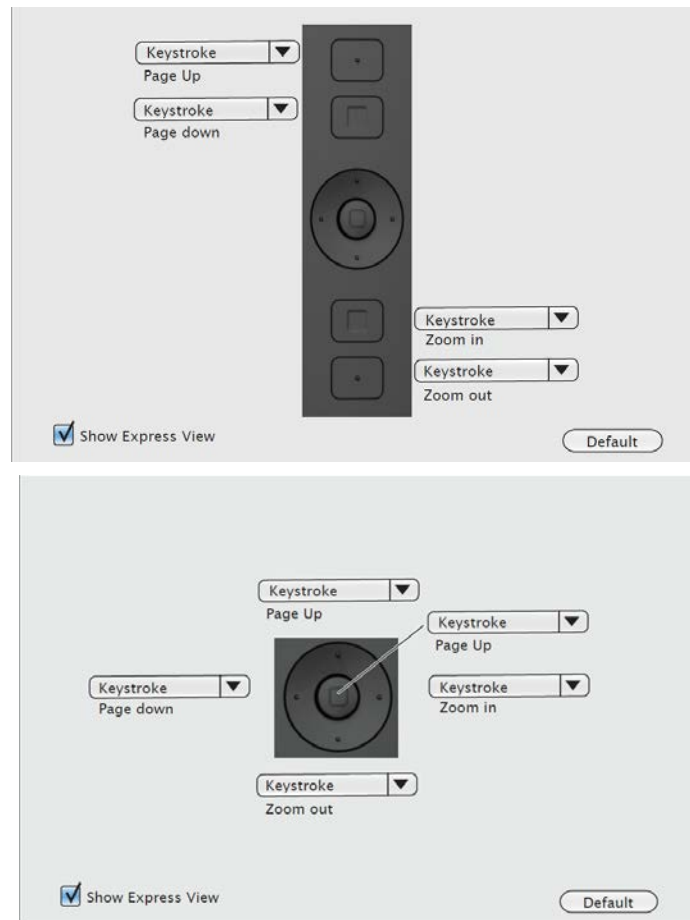 Keystroke
Page Up
Keystroke
Page down
Keystroke
Zoom in
Keystroke
Zoom out
Show Express View
Default
Keystroke
Page Up
Keystroke
Page Up
Keystroke
Page down
Keystroke
Zoom in
Keystroke
Zoom out
Show Express View
Default